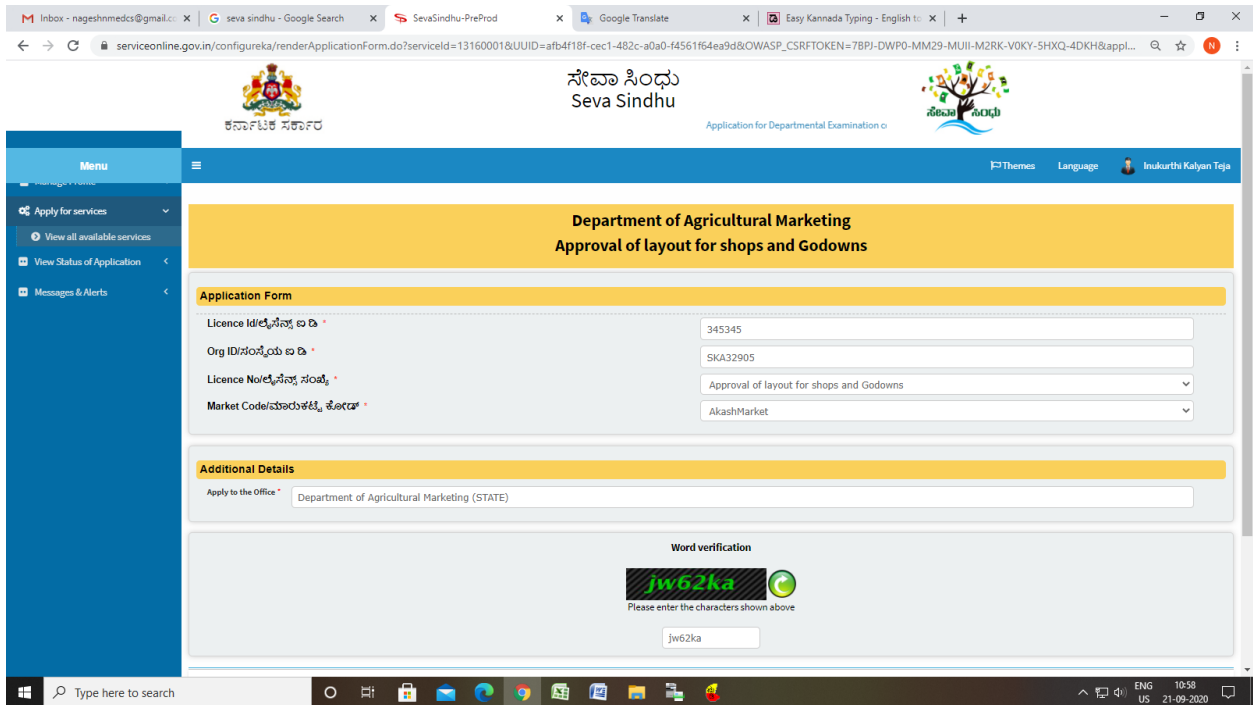 Inbox - nageshnmedcs@gmail.cc
seva sindhu - Google Search
SevaSindhu-PreProd
Google Translate
Easy Kannada Typing - English to
serviceonline.gov.in/configureka/renderApplicationForm.do?serviceId=13160001&UUID=afb4f18f-cec1-482c-a0a0-f4561f64ea9d&OWASP_CSRFTOKEN=7BPJ-DWP0-MM29-MUII-M2RK-V0KY-5HXQ-4DKH&appl...
N
ಕರ್ನಾಟಕ ಸರ್ಕಾರ
ಸೇವಾ ಸಿಂಧು
Seva Sindhu
Application for Departmental Examination o
ಸೇವಾ ಸಿಂಧು
Menu
Themes
Language
Inukurthi Kalyan Teja
Manage Profile
Apply for services
View all available services
View Status of Application
Messages & Alerts
Department of Agricultural Marketing
Approval of layout for shops and Godowns
Application Form
Licence Id/ಲೈಸೆನ್ಸ್ ಐ ಡಿ *
345345
Org ID/ಸಂಸ್ಥೆಯ ಐ ಡಿ *
SKA32905
Licence No/ಲೈಸೆನ್ಸ್ ಸಂಖ್ಯೆ *
Approval of layout for shops and Godowns
Market Code/ಮಾರುಕಟ್ಟೆ ಕೋಡ್ *
AkashMarket
Additional Details
Apply to the Office *
Department of Agricultural Marketing (STATE)
Word verification
jw62ka
Please enter the characters shown above
jw62ka
Type here to search
ENG
US
10:58
21-09-2020